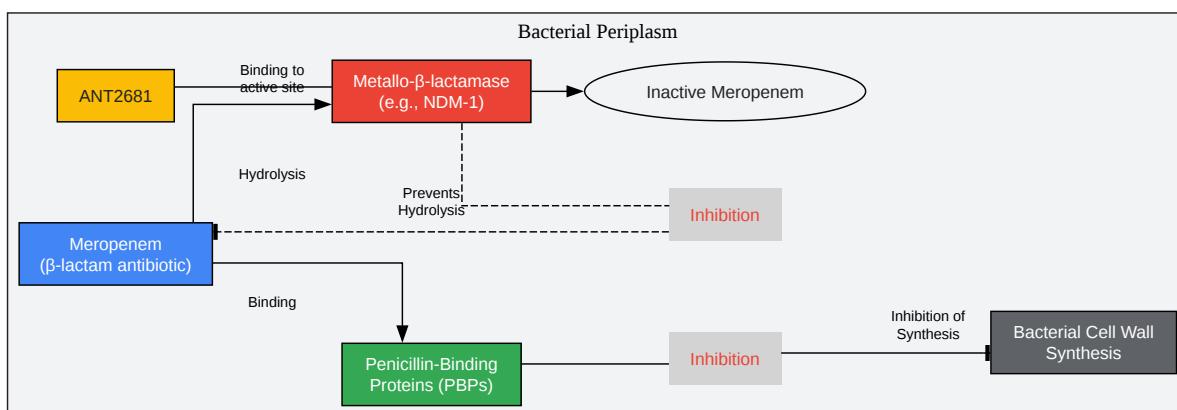 Bacterial Periplasm
ANT2681
Binding to
active site
Metallo-β-lactamase
(e.g., NDM-1)
Inactive Meropenem
Hydrolysis
Prevents
Hydrolysis
Inhibition
Meropenem
(β-lactam antibiotic)
Binding
Penicillin-Binding
Proteins (PBPs)
Inhibition
Inhibition of
Synthesis
Bacterial Cell Wall
Synthesis